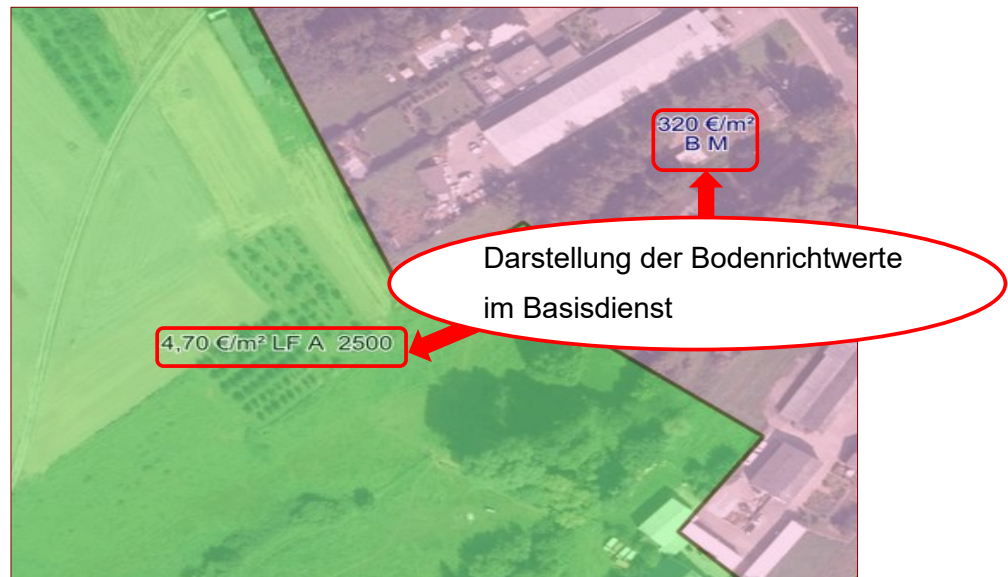 320 €/m²
B M
Darstellung der Bodenrichtwerte
im Basisdienst
4,70 €/m² LF A 2500